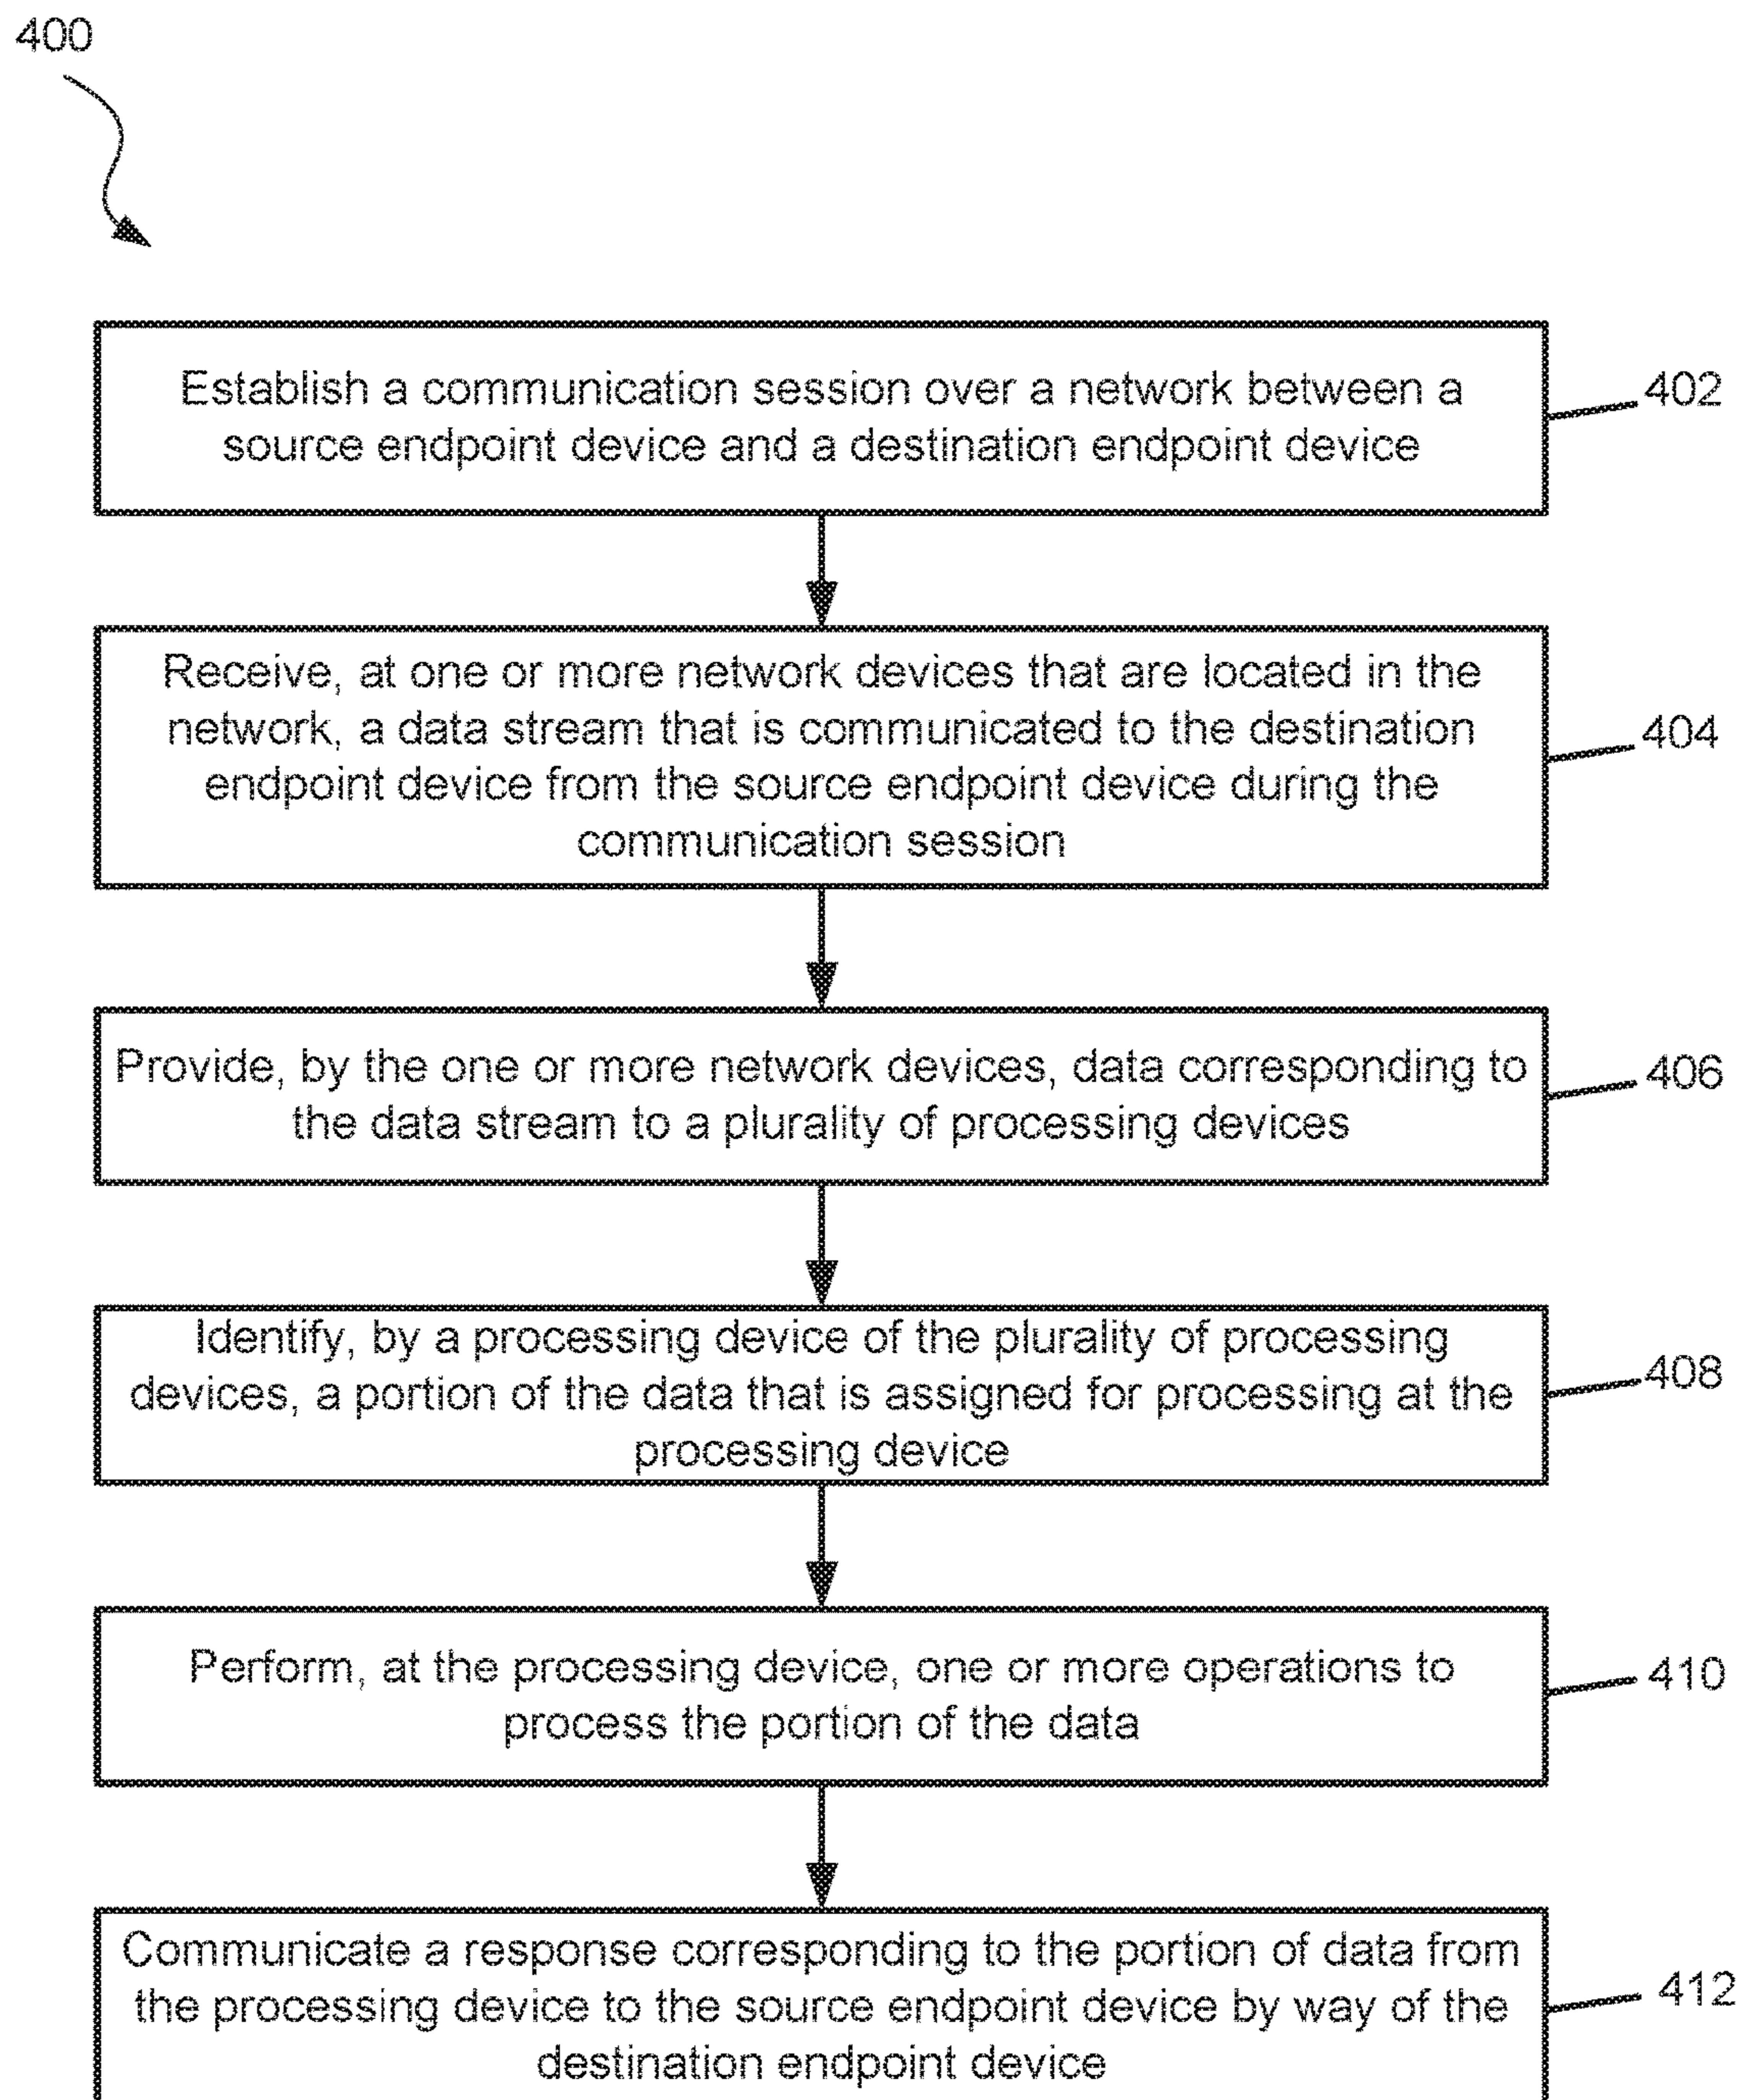 400
Establish a communication session over a network between a
source endpoint device and a destination endpoint device
402
Receive, at one or more network devices that are located in the
network, a data stream that is communicated to the destination
endpoint device from the source endpoint device during the
communication session
404
Provide, by the one or more network devices, data corresponding to
the data stream to a plurality of processing devices
406
Identify, by a processing device of the plurality of processing
devices, a portion of the data that is assigned for processing at the
processing device
408
Perform, at the processing device, one or more operations to
process the portion of the data
410
Communicate a response corresponding to the portion of data from
the processing device to the source endpoint device by way of the
destination endpoint device
412